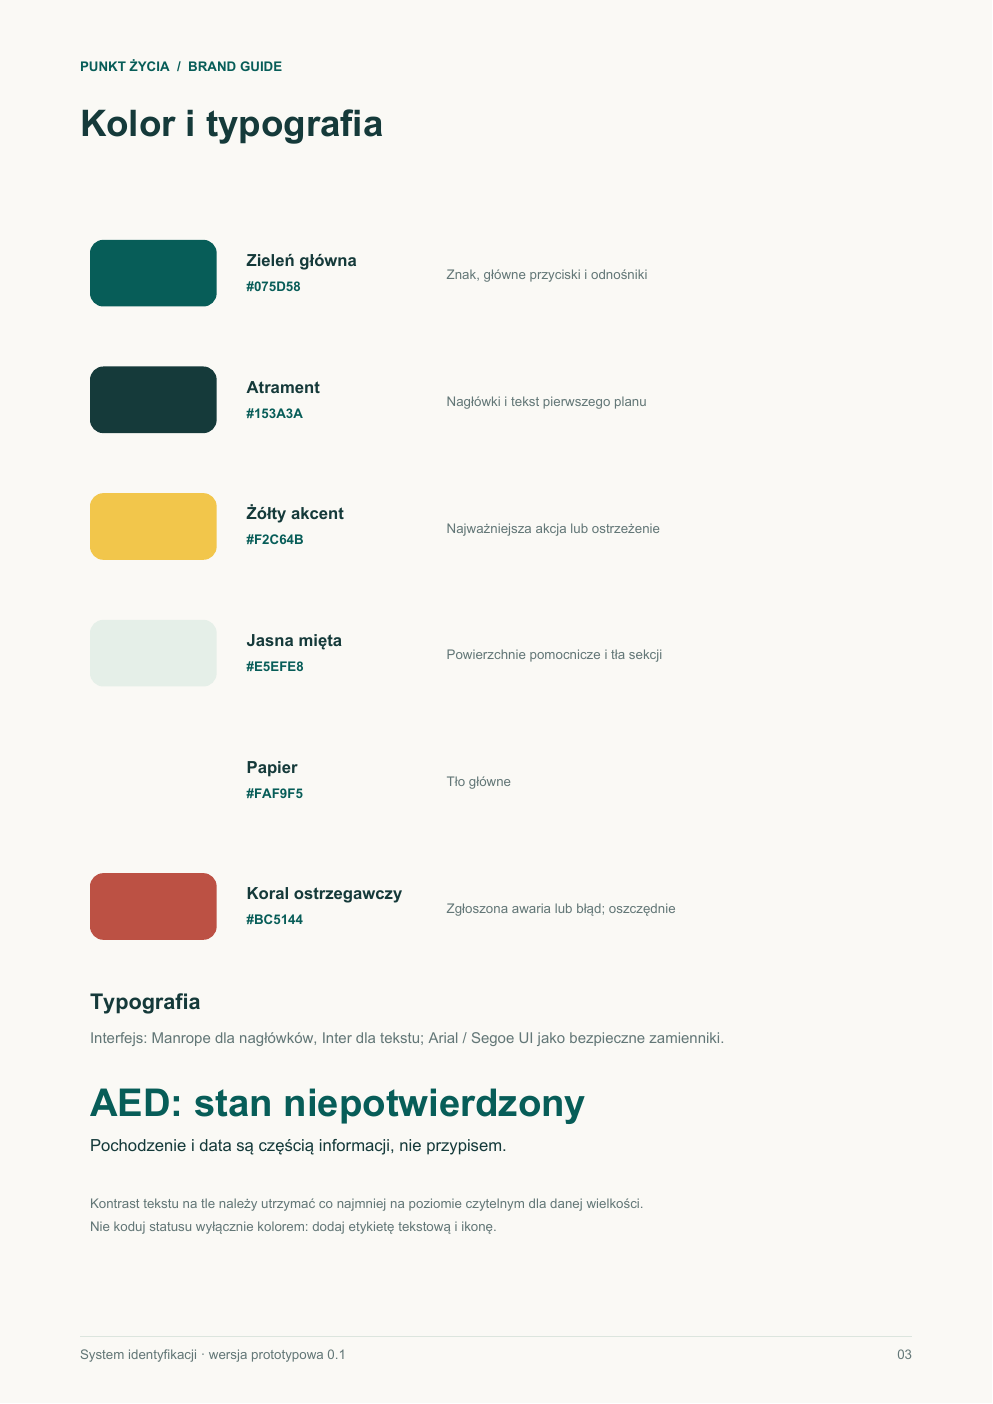 PUNKT ŻYCIA / BRAND GUIDE
Kolor i typografia
Zieleń główna
#075D58
Znak, główne przyciski i odnośniki
Atrament
#153A3A
Nagłówki i tekst pierwszego planu
Żółty akcent
#F2C64B
Najważniejsza akcja lub ostrzeżenie
Jasna mięta
#E5EFE8
Powierzchnie pomocnicze i tła sekcji
Papier
#FAF9F5
Tło główne
Koral ostrzegawczy
#BC5144
Zgłoszona awaria lub błąd; oszczędnie
Typografia
Interfejs: Manrope dla nagłówków, Inter dla tekstu; Arial / Segoe UI jako bezpieczne zamienniki.
AED: stan niepotwierdzony
Pochodzenie i data są częścią informacji, nie przypisem.
Kontrast tekstu na tle należy utrzymać co najmniej na poziomie czytelnym dla danej wielkości.
Nie koduj statusu wyłącznie kolorem: dodaj etykietę tekstową i ikonę.
System identyfikacji · wersja prototypowa 0.1
03